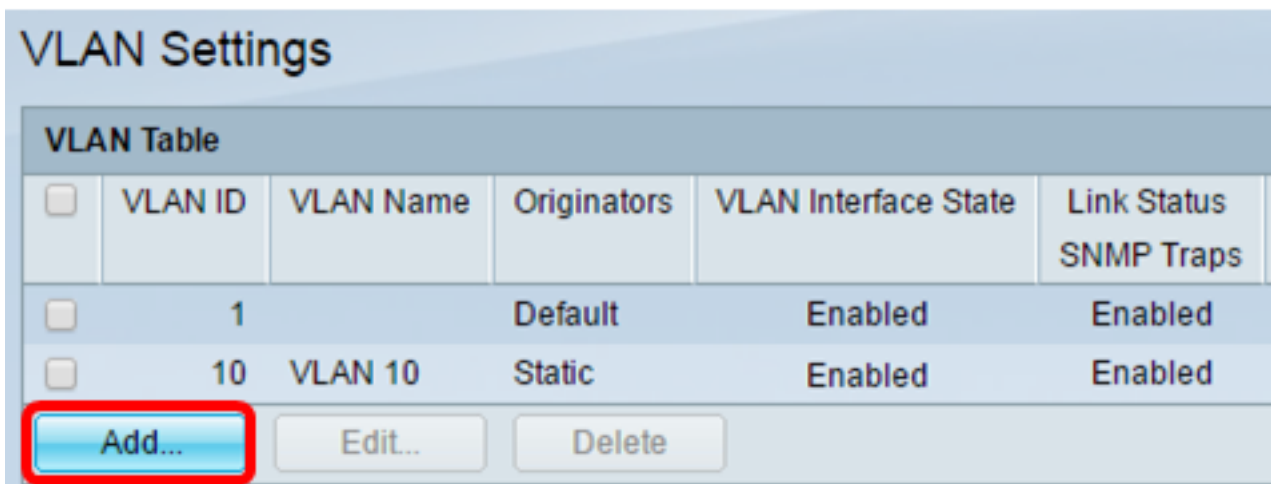 VLAN Settings
VLAN Table
VLAN ID VLAN Name Originators VLAN Interface State Link Status
SNMP Traps
1 Default Enabled Enabled
10 VLAN 10 Static Enabled Enabled
Add... Edit... Delete